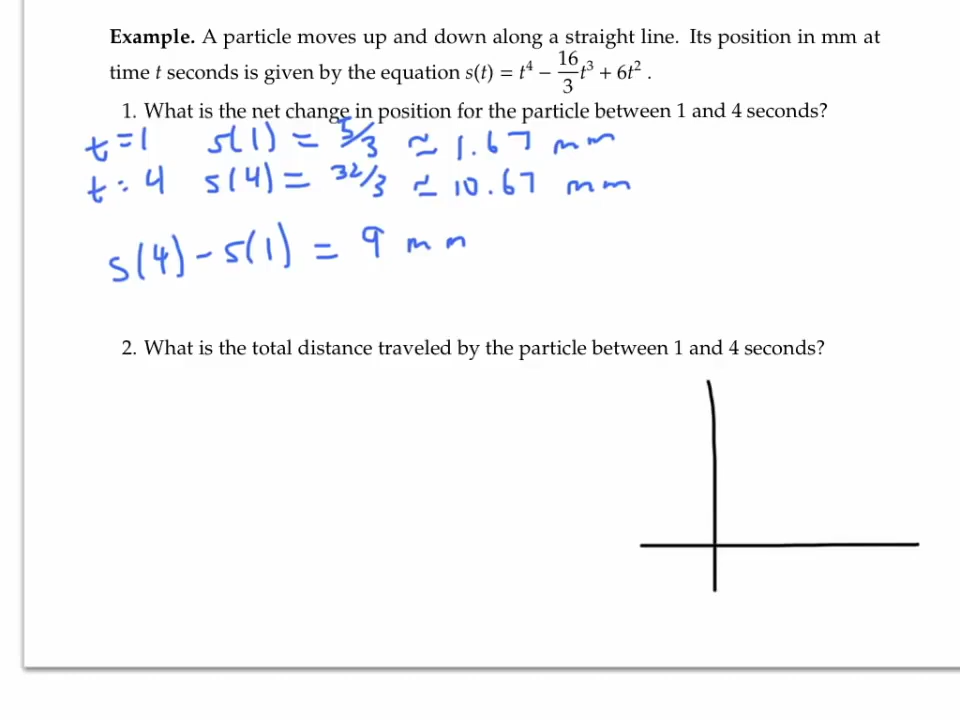 Example. A particle moves up and down along a straight line. Its position in mm at
time t seconds is given by the equation s(t) = t⁴ − 16/3 t³ + 6t² .
1. What is the net change in position for the particle between 1 and 4 seconds?
t=1 s(1) = 5/3 ≈ 1.67 mm
t=4 s(4) = 32/3 ≈ 10.67 mm
s(4) - s(1) = 9 mm
2. What is the total distance traveled by the particle between 1 and 4 seconds?